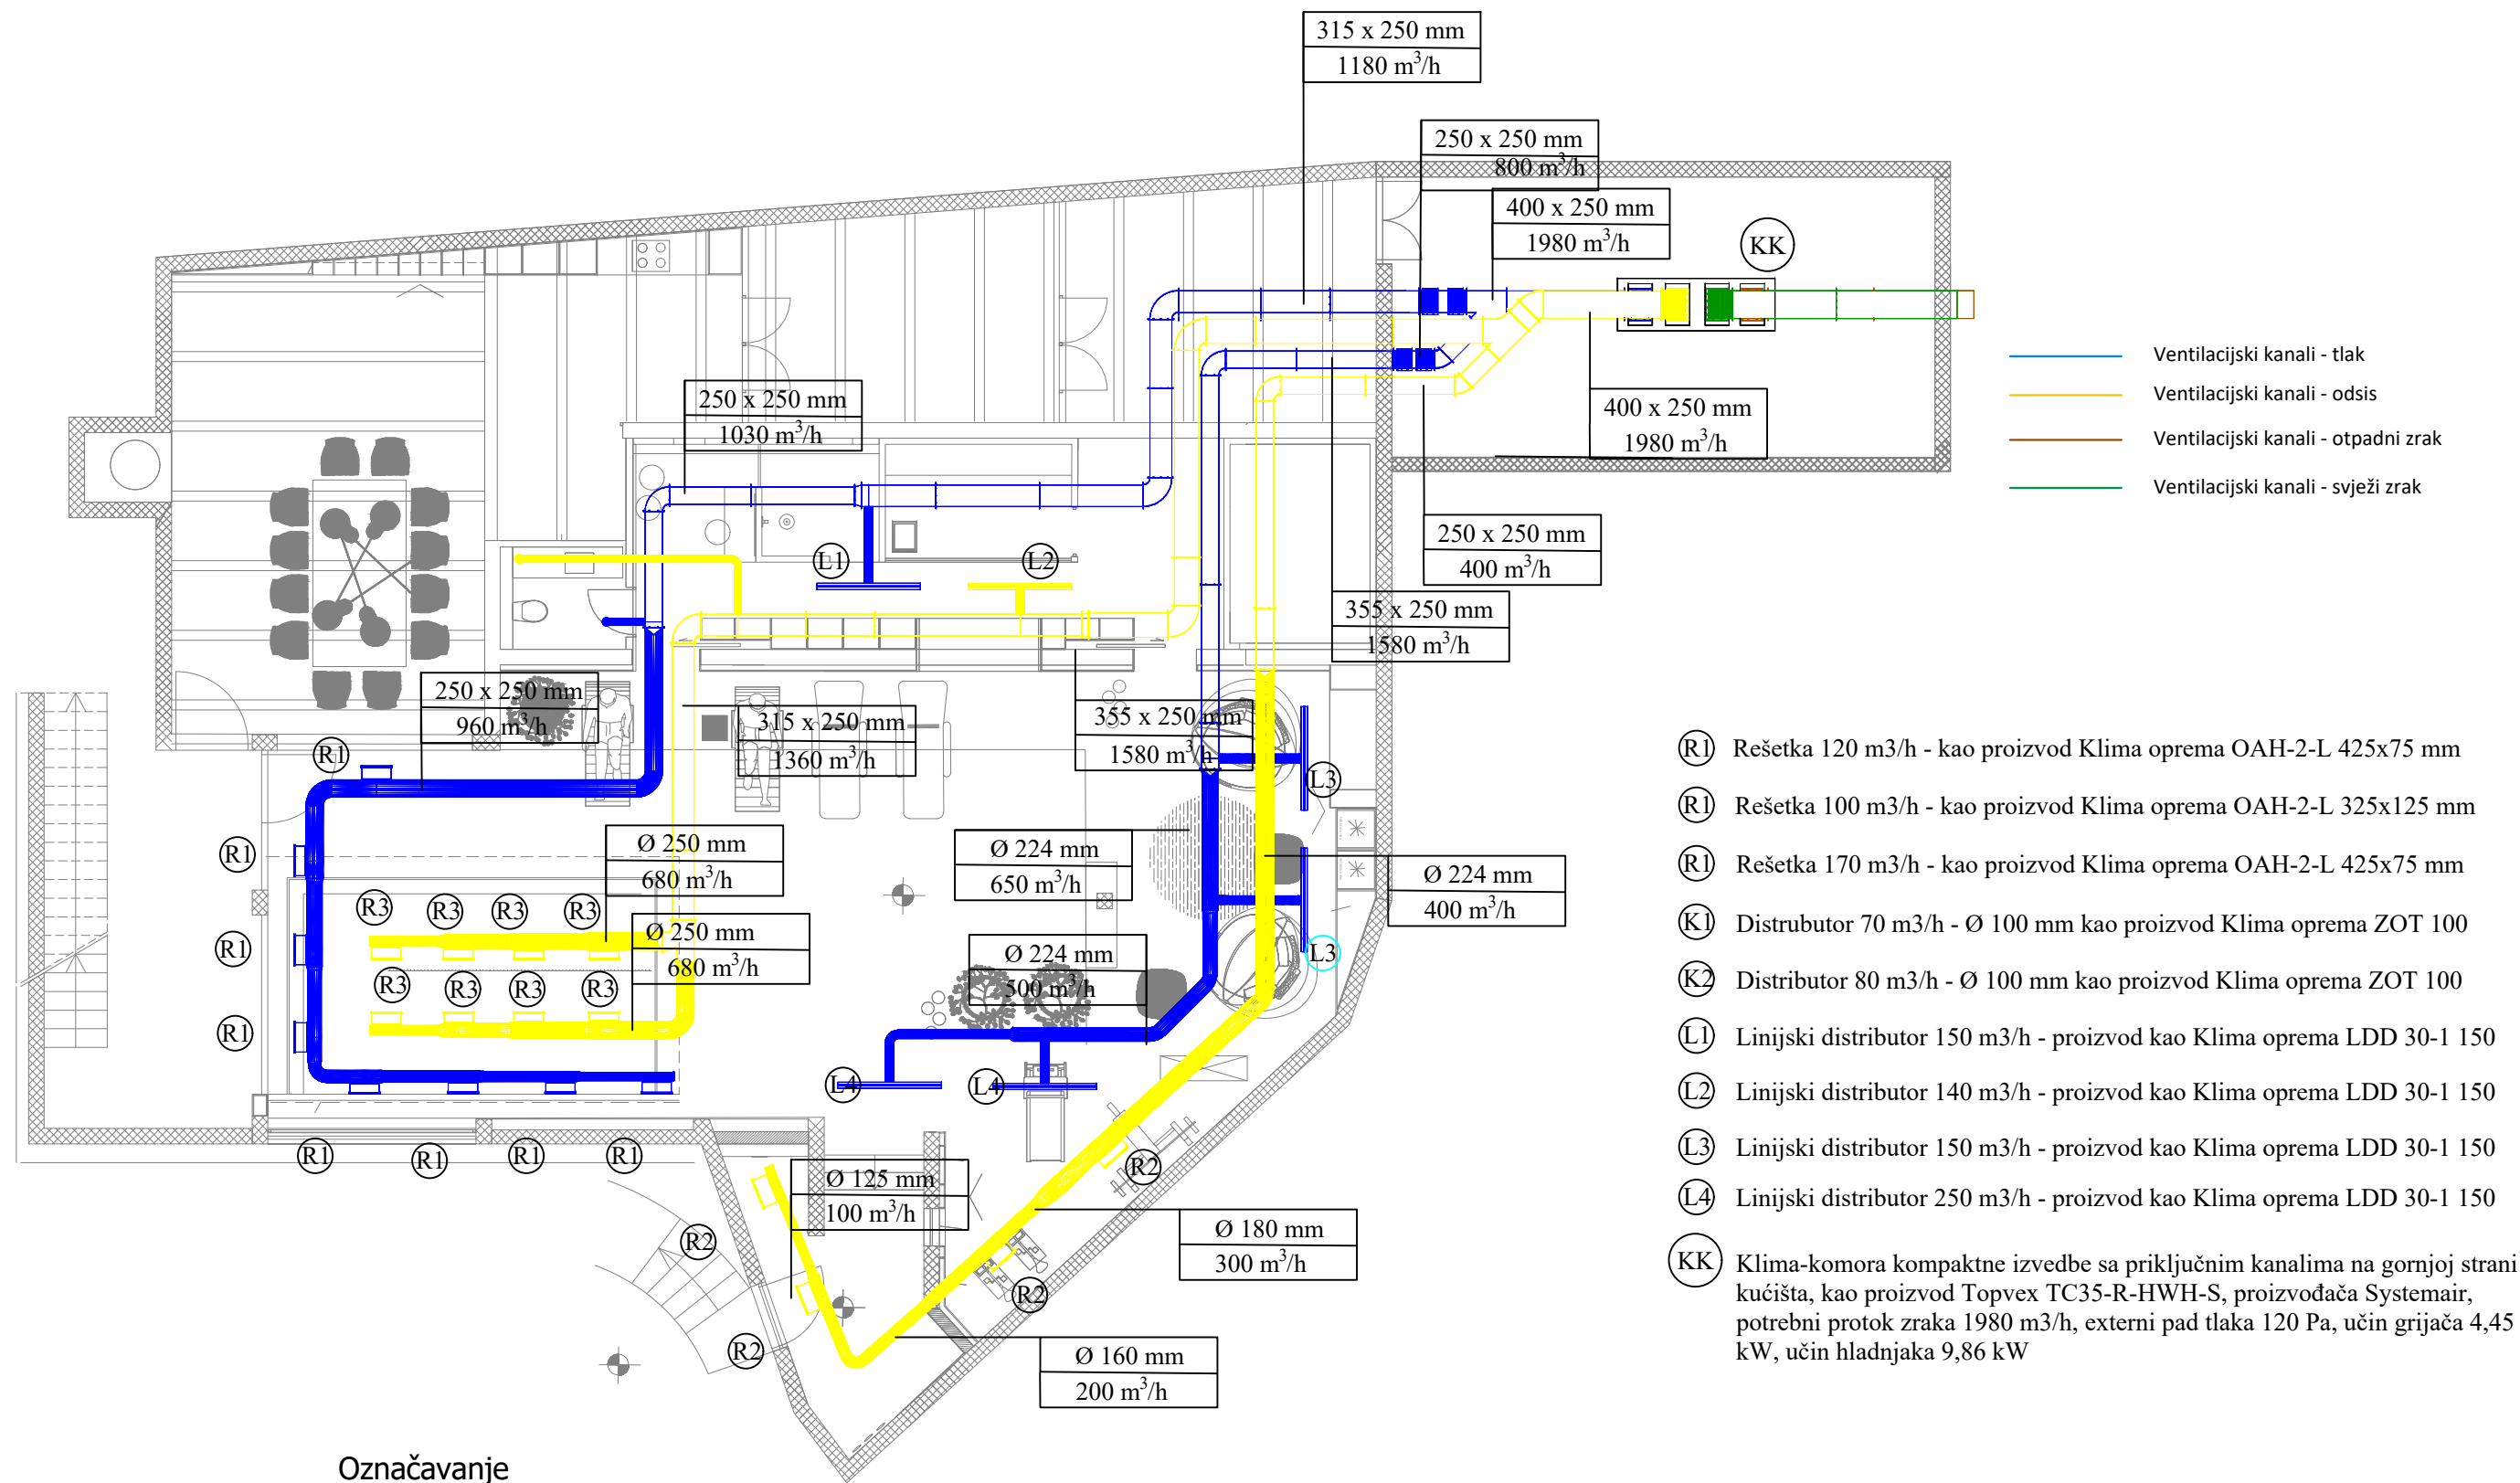 315 x 250 mm
1180 m³/h
250 x 250 mm
800 m³/h
400 x 250 mm
1980 m³/h
KK
Ventilacijski kanali - tlak
Ventilacijski kanali - odsis
Ventilacijski kanali - otpadni zrak
Ventilacijski kanali - svježi zrak
250 x 250 mm
1030 m³/h
400 x 250 mm
1980 m³/h
250 x 250 mm
400 m³/h
L1
L2
355 x 250 mm
1580 m³/h
250 x 250 mm
960 m³/h
315 x 250 mm
1360 m³/h
355 x 250 mm
1580 m³/h
R1
L3
R1
Ø 250 mm
680 m³/h
Ø 224 mm
650 m³/h
Ø 224 mm
400 m³/h
R3
R3
R3
R3
R1
Ø 250 mm
680 m³/h
Ø 224 mm
500 m³/h
L3
R3
R3
R3
R3
R1
L4
L4
R1
R1
R1
R1
R2
Ø 125 mm
100 m³/h
R2
Ø 180 mm
300 m³/h
R2
R2
Ø 160 mm
200 m³/h
R1 Rešetka 120 m3/h - kao proizvod Klima oprema OAH-2-L 425x75 mm
R1 Rešetka 100 m3/h - kao proizvod Klima oprema OAH-2-L 325x125 mm
R1 Rešetka 170 m3/h - kao proizvod Klima oprema OAH-2-L 425x75 mm
K1 Distrubutor 70 m3/h - Ø 100 mm kao proizvod Klima oprema ZOT 100
K2 Distributor 80 m3/h - Ø 100 mm kao proizvod Klima oprema ZOT 100
L1 Linijski distributor 150 m3/h - proizvod kao Klima oprema LDD 30-1 150
L2 Linijski distributor 140 m3/h - proizvod kao Klima oprema LDD 30-1 150
L3 Linijski distributor 150 m3/h - proizvod kao Klima oprema LDD 30-1 150
L4 Linijski distributor 250 m3/h - proizvod kao Klima oprema LDD 30-1 150
KK Klima-komora kompaktne izvedbe sa priključnim kanalima na gornjoj strani
kućišta, kao proizvod Topvex TC35-R-HWH-S, proizvođača Systemair,
potrebni protok zraka 1980 m3/h, externi pad tlaka 120 Pa, učin grijača 4,45
kW, učin hladnjaka 9,86 kW
Označavanje